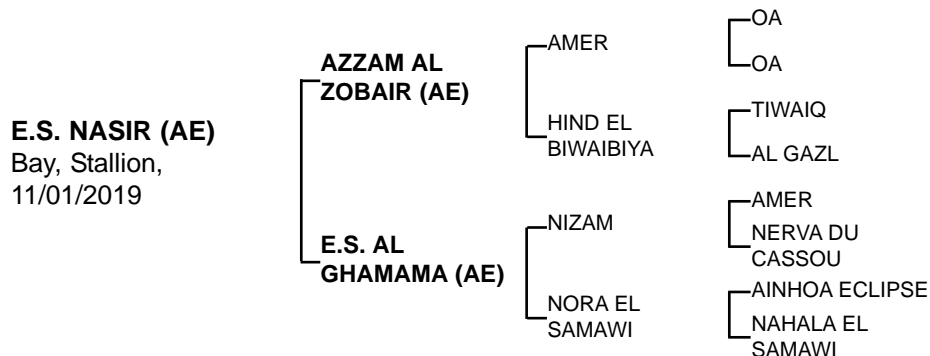 E.S. NASIR (AE)
Bay, Stallion,
11/01/2019
AZZAM AL
ZOBAIR (AE)
E.S. AL
GHAMAMA (AE)
AMER
HIND EL
BIWAIBIYA
NIZAM
NORA EL
SAMAWI
OA
OA
TIWAIQ
AL GAZL
AMER
NERVA DU
CASSOU
AINHOA ECLIPSE
NAHALA EL
SAMAWI